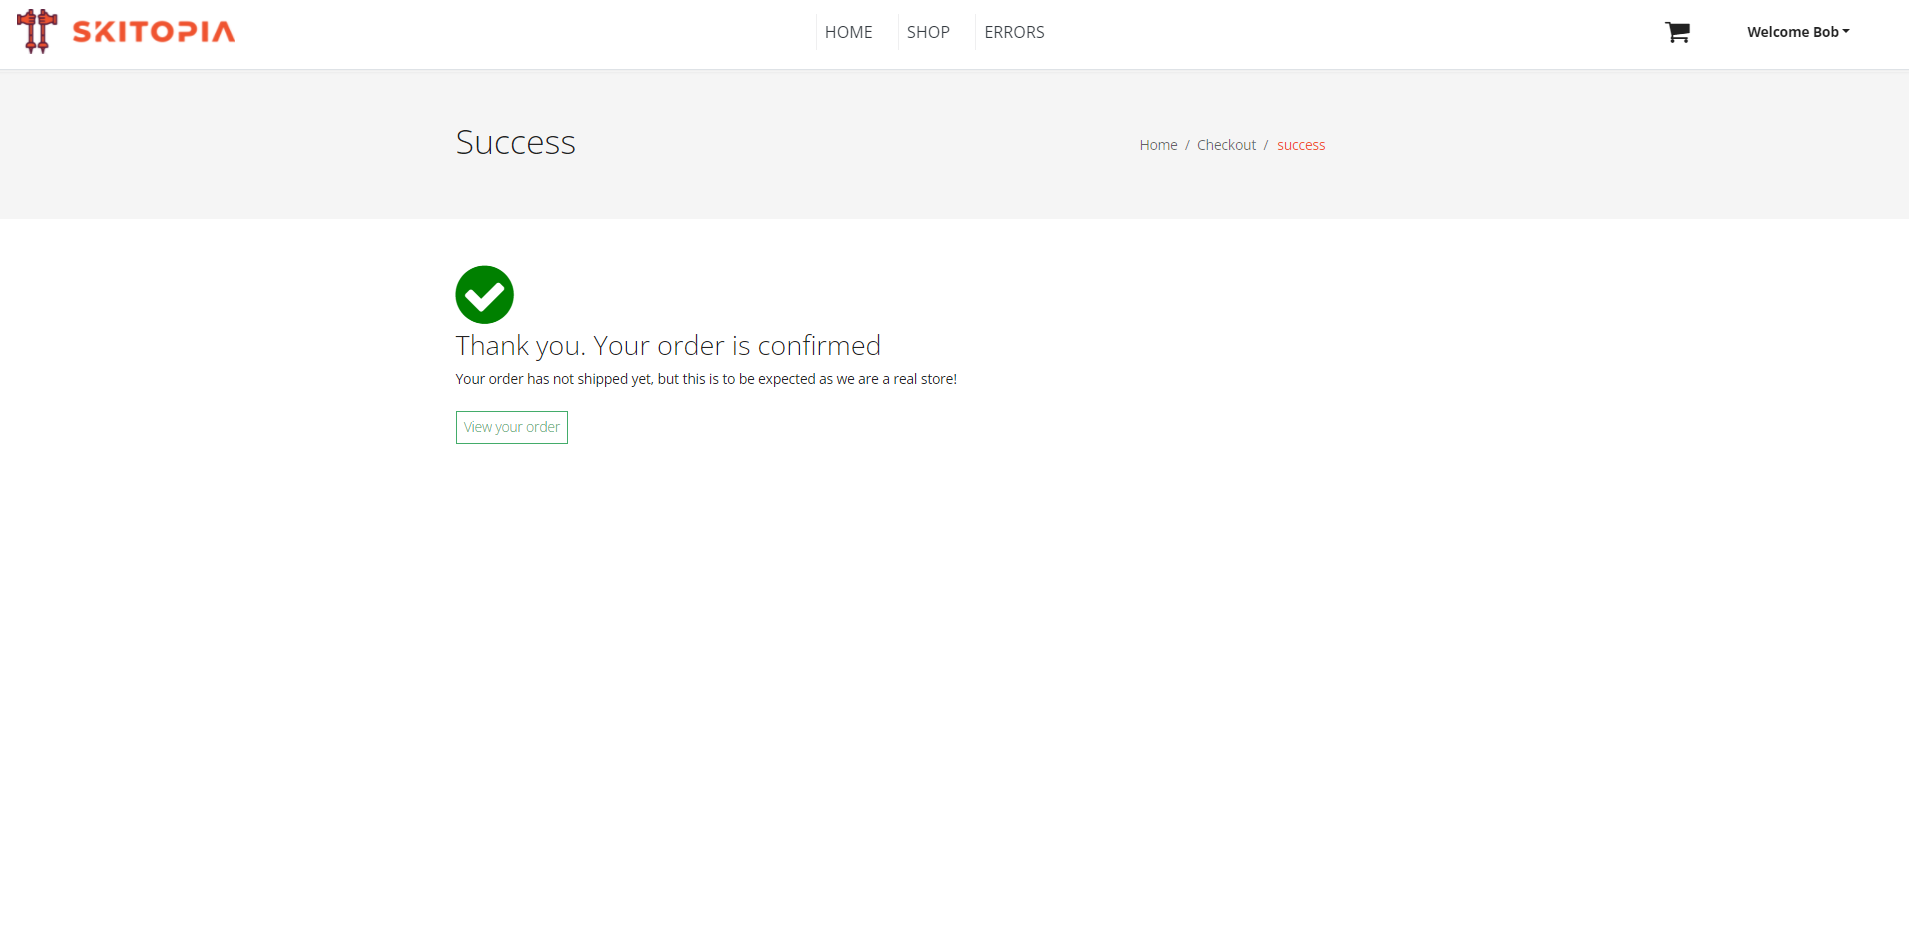 SKITOPIA
HOME
SHOP
ERRORS
Welcome Bob
Success
Home / Checkout / success
Thank you. Your order is confirmed
Your order has not shipped yet, but this is to be expected as we are a real store!
View your order